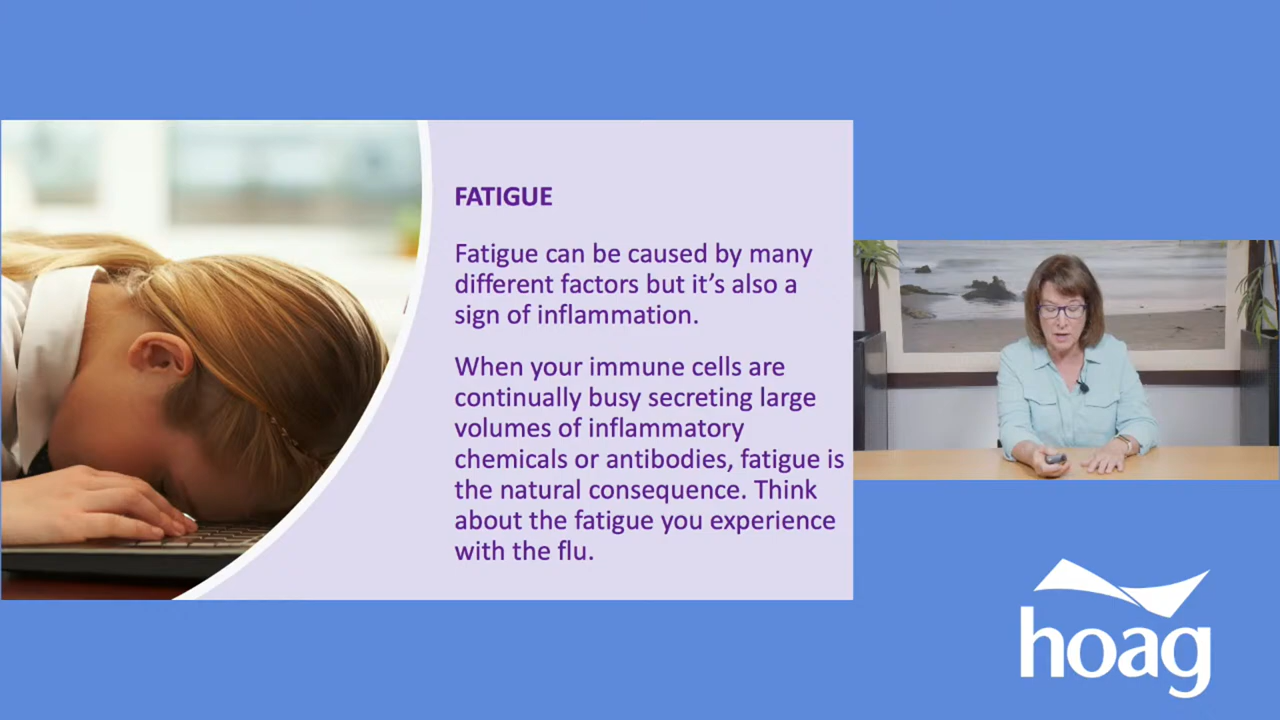 FATIGUE
Fatigue can be caused by many
different factors but it’s also a
sign of inflammation.
When your immune cells are
continually busy secreting large
volumes of inflammatory
chemicals or antibodies, fatigue is
the natural consequence. Think
about the fatigue you experience
with the flu.
hoag